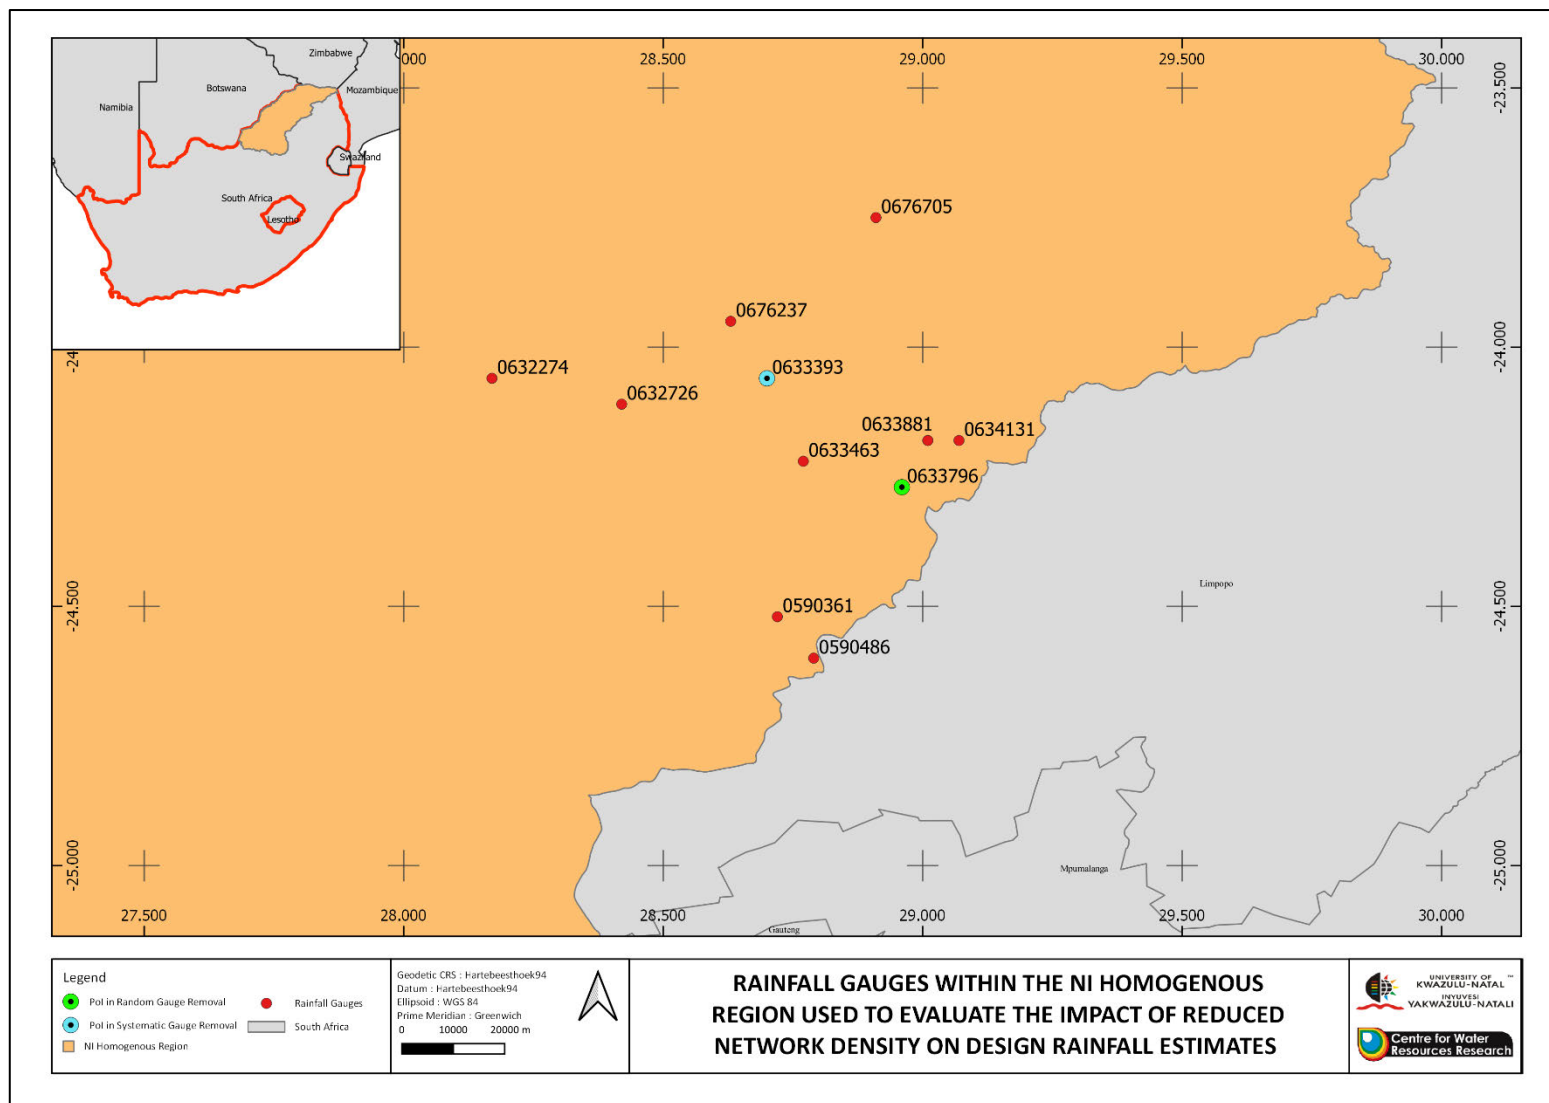 Zimbabwe
Botswana
Mozambique
Namibia
Swaziland
South Africa
Lesotho
000
28.500
29.000
29.500
30.000
-23.500
-24
-24.000
-24.500
-24.500
-25.000
-25.000
0676705
0676237
0632274
0633393
0632726
0633881
0634131
0633463
0633796
0590361
0590486
Limpopo
Mpumalanga
Gauteng
27.500
28.000
28.500
29.000
29.500
30.000
Legend
PoI in Random Gauge Removal
Rainfall Gauges
PoI in Systematic Gauge Removal
South Africa
NI Homogenous Region
Geodetic CRS : Hartebeesthoek94
Datum : Hartebeesthoek94
Ellipsoid : WGS 84
Prime Meridian : Greenwich
0 10000 20000 m
RAINFALL GAUGES WITHIN THE NI HOMOGENOUS
REGION USED TO EVALUATE THE IMPACT OF REDUCED
NETWORK DENSITY ON DESIGN RAINFALL ESTIMATES
UNIVERSITY OF
KWAZULU-NATAL
INYUVESI
YAKWAZULU-NATALI
Centre for Water
Resources Research